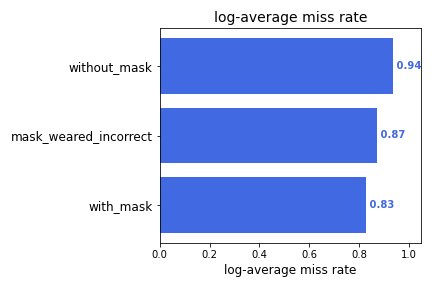 log-average miss rate
without_mask
0.94
mask_weared_incorrect
0.87
with_mask
0.83
0.0 0.2 0.4 0.6 0.8 1.0
log-average miss rate